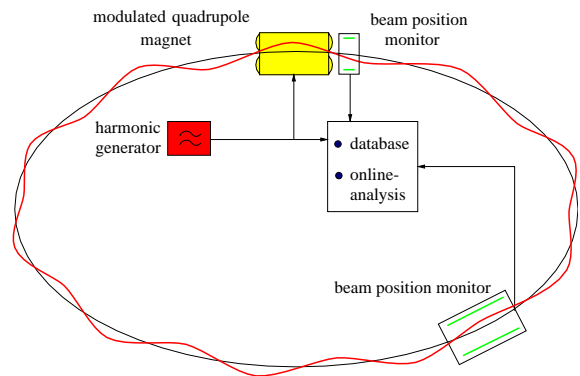 modulated quadrupole
magnet
beam position
monitor
harmonic
generator
database
online-
analysis
beam position monitor